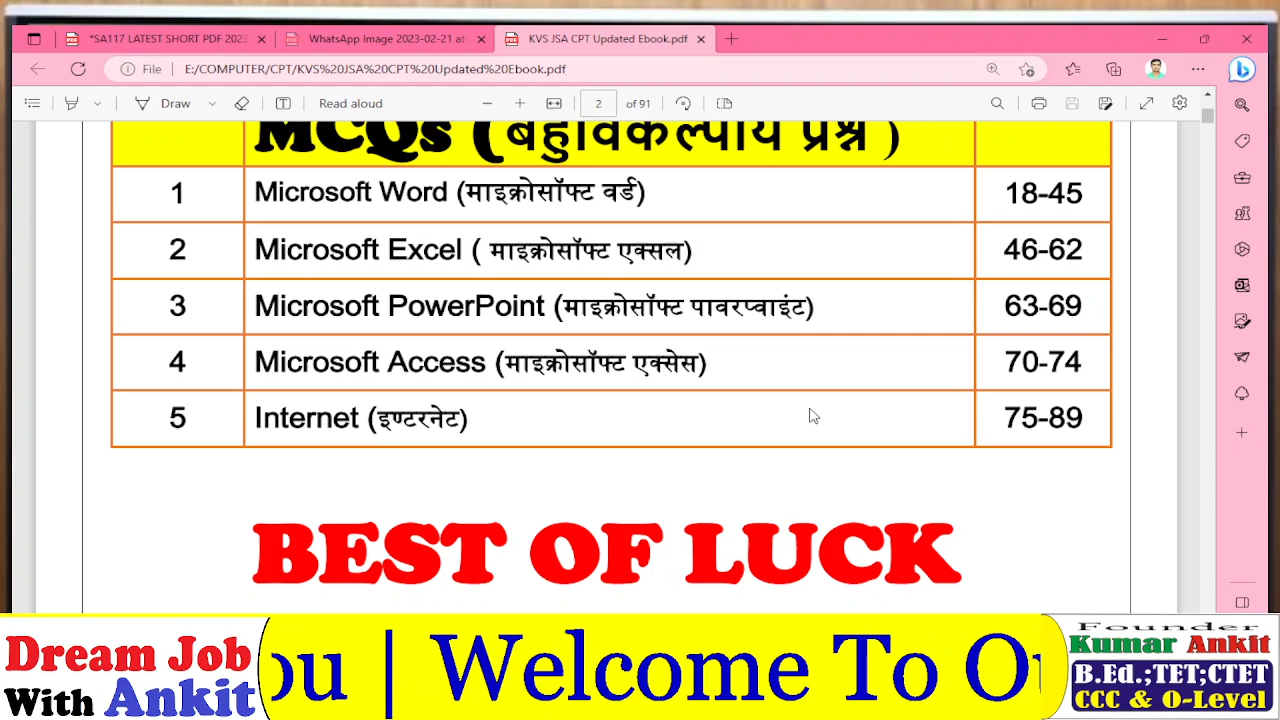 *SA117 LATEST SHORT PDF 2023
WhatsApp Image 2023-02-21 at
KVS JSA CPT Updated Ebook.pdf
File
E:/COMPUTER/CPT/KVS%20JSA%20CPT%20Updated%20Ebook.pdf
Draw
Read aloud
2 of 91
MCQs (बहुविकल्पीय प्रश्न )
1 Microsoft Word (माइक्रोसॉफ्ट वर्ड) 18-45
2 Microsoft Excel ( माइक्रोसॉफ्ट एक्सल) 46-62
3 Microsoft PowerPoint (माइक्रोसॉफ्ट पावरप्वाइंट) 63-69
4 Microsoft Access (माइक्रोसॉफ्ट एक्सेस) 70-74
5 Internet (इण्टरनेट) 75-89
BEST OF LUCK
Dream Job
With Ankit
ou | Welcome To Ou
Founder
Kumar Ankit
B.Ed.;TET;CTET
CCC & O-Level